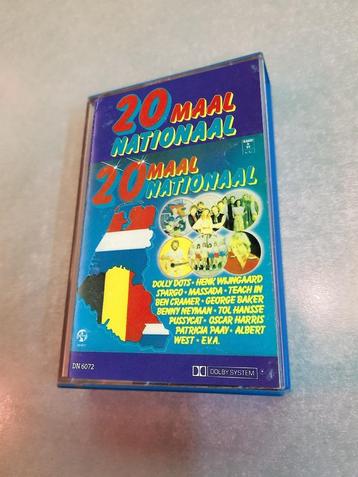 20 MAAL
NATIONAAL
20 MAAL
NATIONAAL
DOLLY DOTS • HENK WIJNGAARD
SPARGO • MASSADA • TEACH IN
BEN CRAMER • GEORGE BAKER
BENNY NEYMAN • TOL HANSSE
PUSSYCAT • OSCAR HARRIS
PATRICIA PAAY • ALBERT
WEST • E.V.A.
DN 6072
DOLBY SYSTEM